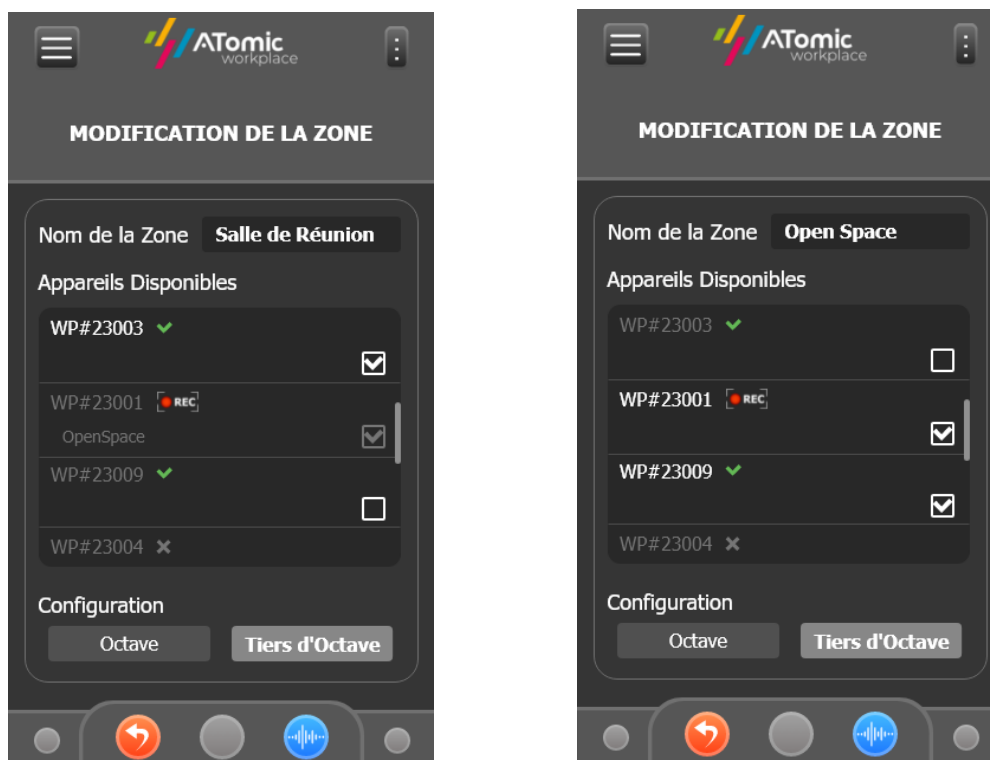 ATomic
workplace
MODIFICATION DE LA ZONE
Nom de la Zone Salle de Réunion
Appareils Disponibles
WP#23003
WP#23001 REC
OpenSpace
WP#23009
WP#23004
Configuration
Octave Tiers d'Octave
ATomic
workplace
MODIFICATION DE LA ZONE
Nom de la Zone Open Space
Appareils Disponibles
WP#23003
WP#23001 REC
WP#23009
WP#23004
Configuration
Octave Tiers d'Octave